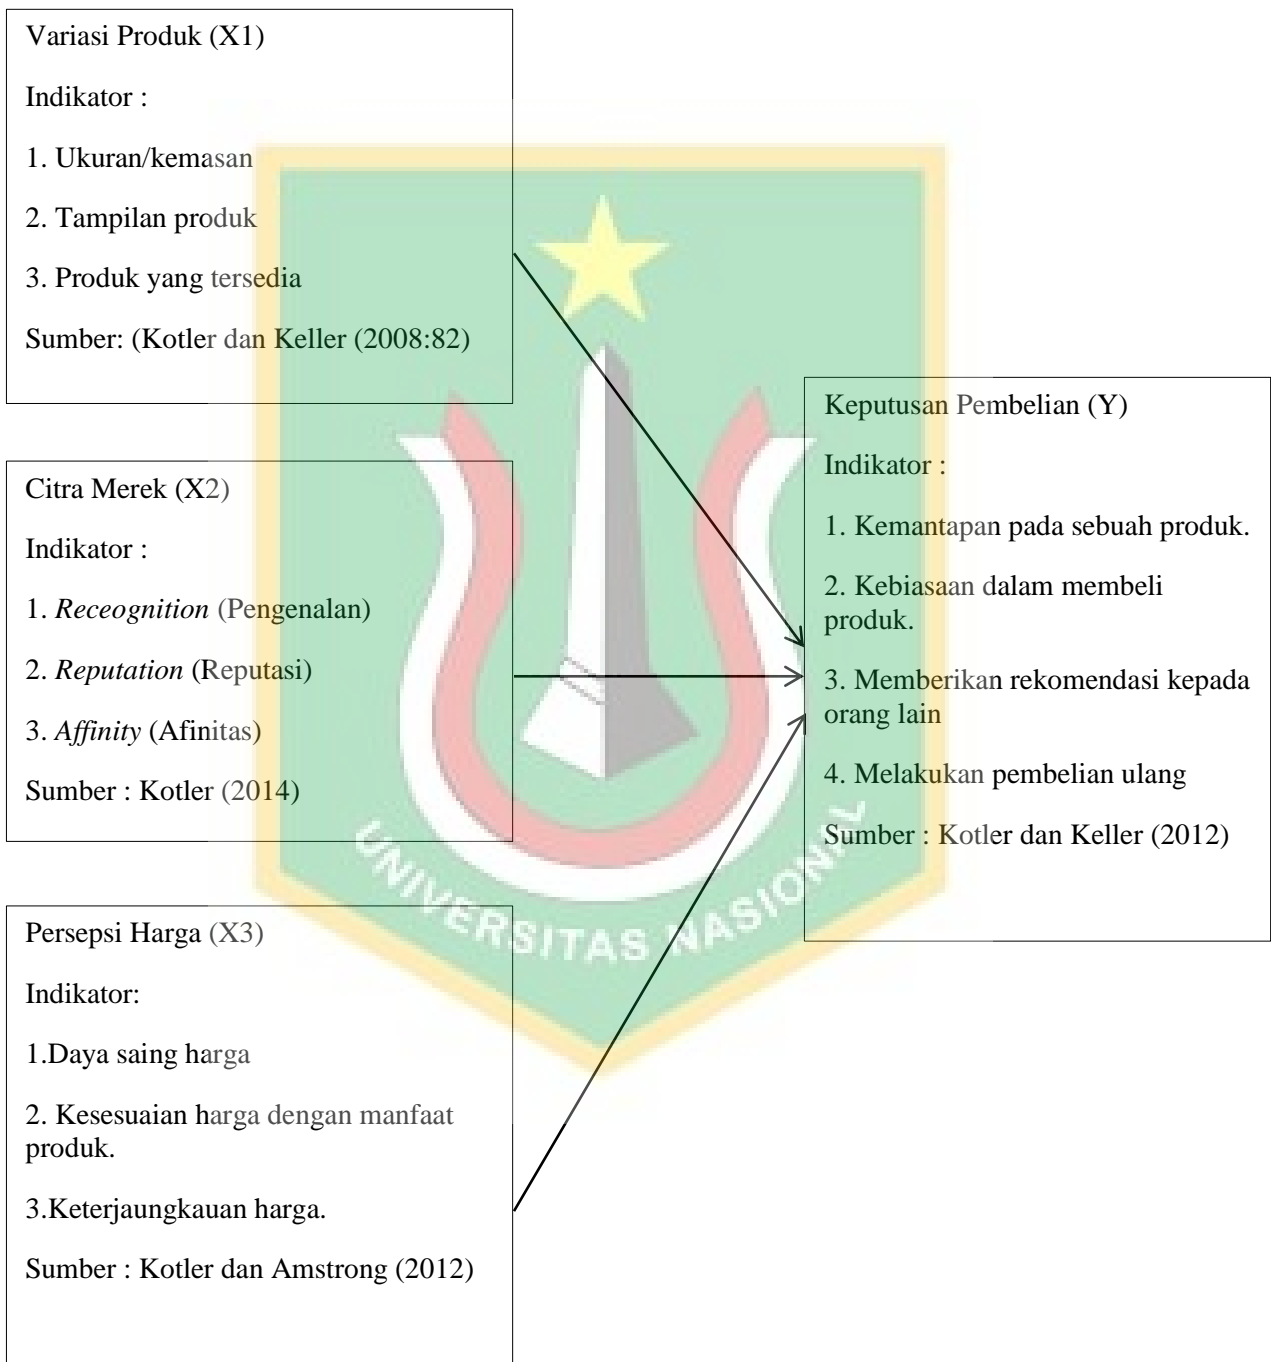 Variasi Produk (X1)
Indikator :
1. Ukuran/kemasan
2. Tampilan produk
3. Produk yang tersedia
Sumber: (Kotler dan Keller (2008:82)
Citra Merek (X2)
Indikator :
1. Receognition (Pengenalan)
2. Reputation (Reputasi)
3. Affinity (Afinitas)
Sumber : Kotler (2014)
Persepsi Harga (X3)
Indikator:
1.Daya saing harga
2. Kesesuaian harga dengan manfaat
produk.
3.Keterjaungkauan harga.
Sumber : Kotler dan Amstrong (2012)
Keputusan Pembelian (Y)
Indikator :
1. Kemantapan pada sebuah produk.
2. Kebiasaan dalam membeli
produk.
3. Memberikan rekomendasi kepada
orang lain
4. Melakukan pembelian ulang
Sumber : Kotler dan Keller (2012)
UNIVERSITAS NASIONAL